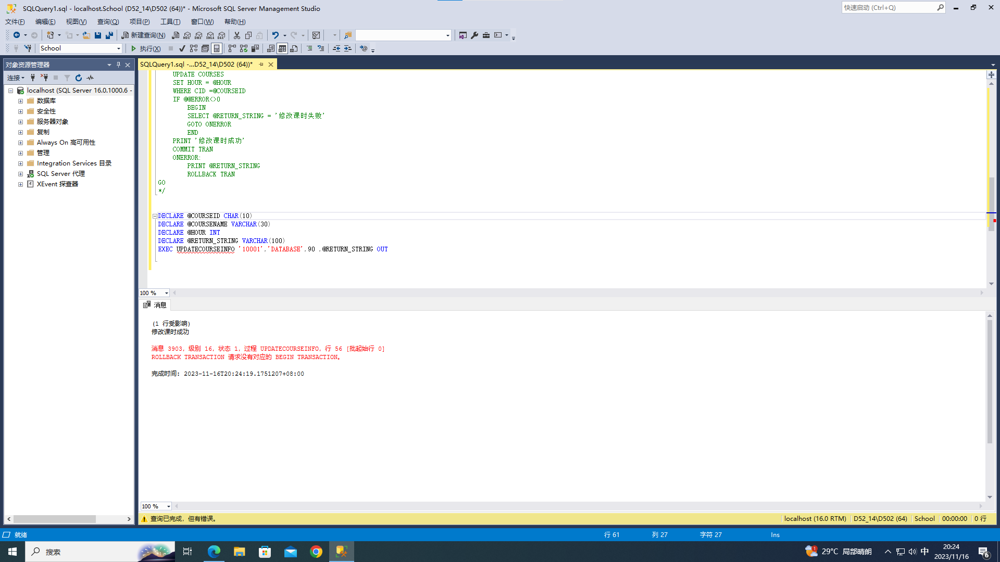 SQLQuery1.sql - localhost.School (D52_14\D502 (64))* - Microsoft SQL Server Management Studio
快速启动 (Ctrl+Q)
文件(F) 编辑(E) 视图(V) 查询(Q) 项目(P) 工具(T) 窗口(W) 帮助(H)
新建查询(N)
MDX DMX XMLA DAX
School
执行(X)
对象资源管理器
SQLQuery1.sql -...D52_14\D502 (64))*
连接
localhost (SQL Server 16.0.1000.6 -
数据库
安全性
服务器对象
复制
Always On 高可用性
管理
Integration Services 目录
SQL Server 代理
XEvent 探查器
UPDATE COURSES
SET HOUR = @HOUR
WHERE CID =@COURSEID
IF @@ERROR<>0
BEGIN
SELECT @RETURN_STRING = '修改课时失败'
GOTO ONERROR
END
PRINT '修改课时成功'
COMMIT TRAN
ONERROR:
PRINT @RETURN_STRING
ROLLBACK TRAN
GO
*/
DECLARE @COURSEID CHAR(10)
DECLARE @COURSENAME VARCHAR(30)
DECLARE @HOUR INT
DECLARE @RETURN_STRING VARCHAR(100)
EXEC UPDATECOURSEINFO '10001','DATABASE',90 ,@RETURN_STRING OUT
100 %
消息
(1 行受影响)
修改课时成功
消息 3903，级别 16，状态 1，过程 UPDATECOURSEINFO，行 56 [批起始行 0]
ROLLBACK TRANSACTION 请求没有对应的 BEGIN TRANSACTION。
完成时间: 2023-11-16T20:24:19.1751207+08:00
100 %
查询已完成，但有错误。
localhost (16.0 RTM) D52_14\D502 (64) School 00:00:00 0 行
就绪
行 61 列 27 字符 27 Ins
搜索
1
29°C 局部晴朗
中
20:24
2023/11/16
6